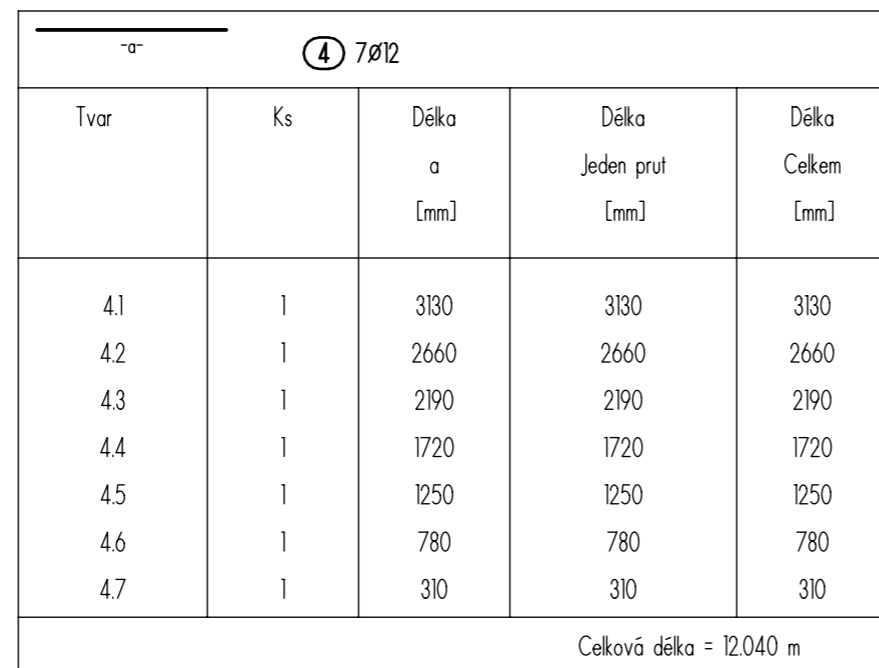 -a-
4 7Ø12
Tvar Ks Délka Délka Délka
a Jeden prut Celkem
[mm] [mm] [mm]
4.1 1 3130 3130 3130
4.2 1 2660 2660 2660
4.3 1 2190 2190 2190
4.4 1 1720 1720 1720
4.5 1 1250 1250 1250
4.6 1 780 780 780
4.7 1 310 310 310
Celková délka = 12.040 m